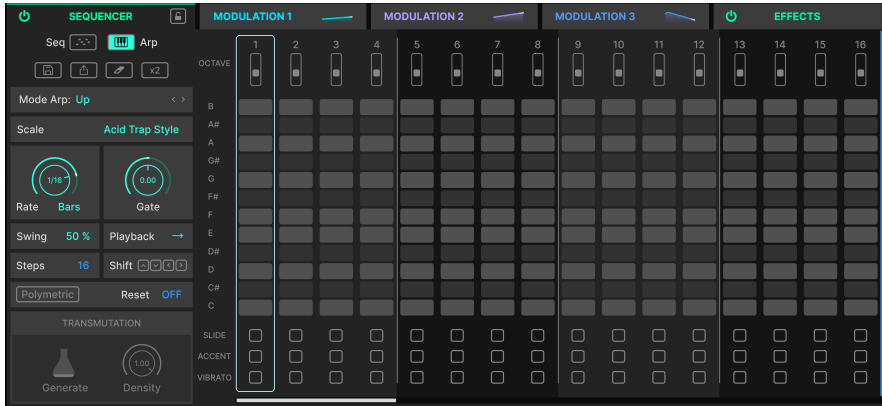 SEQUENCER MODULATION 1 MODULATION 2 MODULATION 3 EFFECTS
Seq Arp
x2
Mode Arp: Up
Scale Acid Trap Style
1/16 0.00
Rate Bars Gate
Swing 50 % Playback
Steps 16 Shift
Polymetric Reset OFF
TRANSMUTATION
1.00
Generate Density
1 2 3 4 5 6 7 8 9 10 11 12 13 14 15 16
OCTAVE
B
A#
A
G#
G
F#
F
E
D#
D
C#
C
SLIDE
ACCENT
VIBRATO